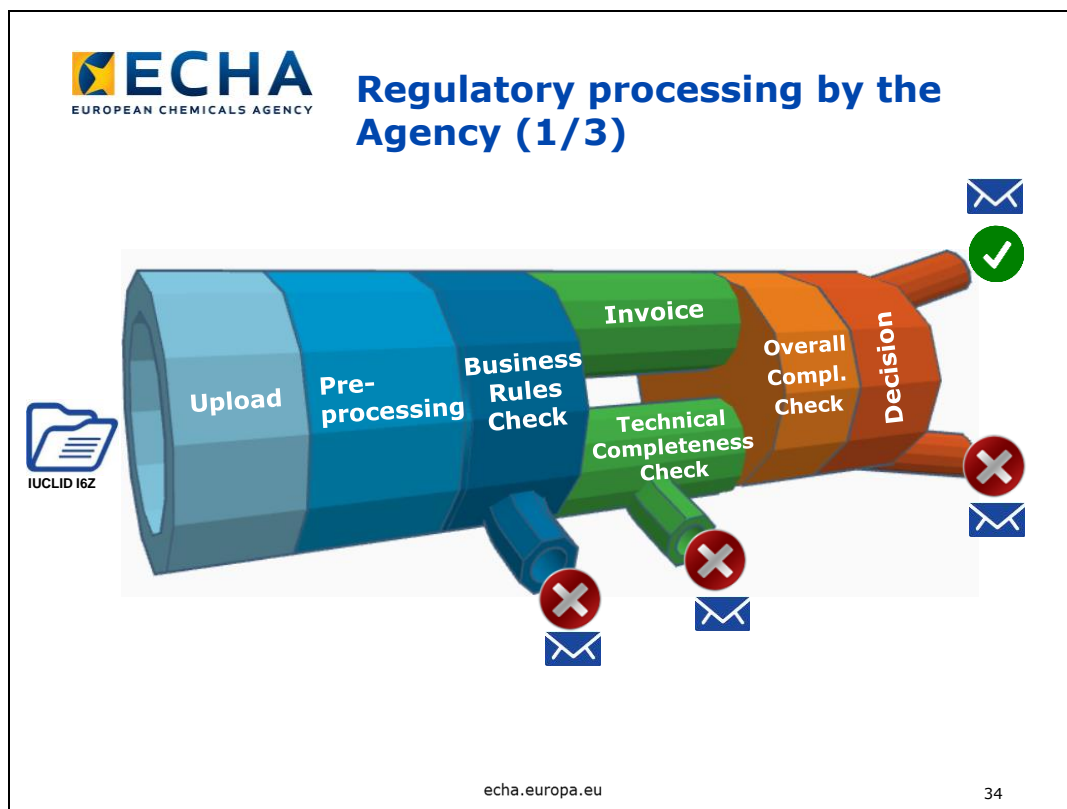 ECHA
EUROPEAN CHEMICALS AGENCY
Regulatory processing by the
Agency (1/3)
IUCLID I6Z
Upload
Pre-
processing
Business
Rules
Check
Invoice
Technical
Completeness
Check
Overall
Compl.
Check
Decision
echa.europa.eu
34